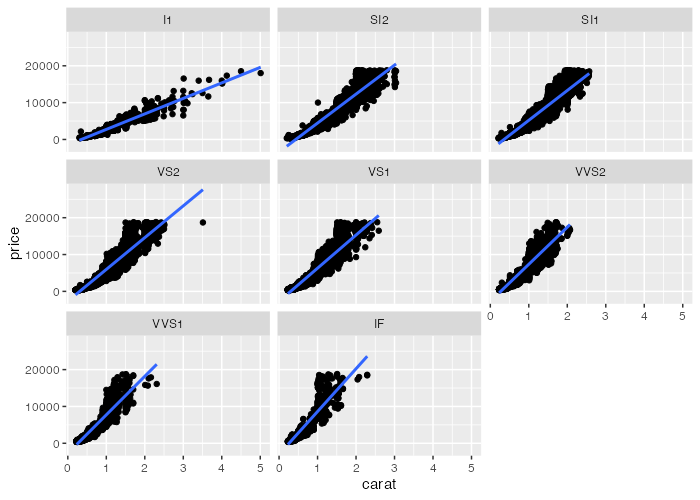 I1 SI2 SI1
20000
10000
0
VS2 VS1 VVS2
20000
10000
0
price
0 1 2 3 4 5
VVS1 IF
20000
10000
0
0 1 2 3 4 5 0 1 2 3 4 5
carat